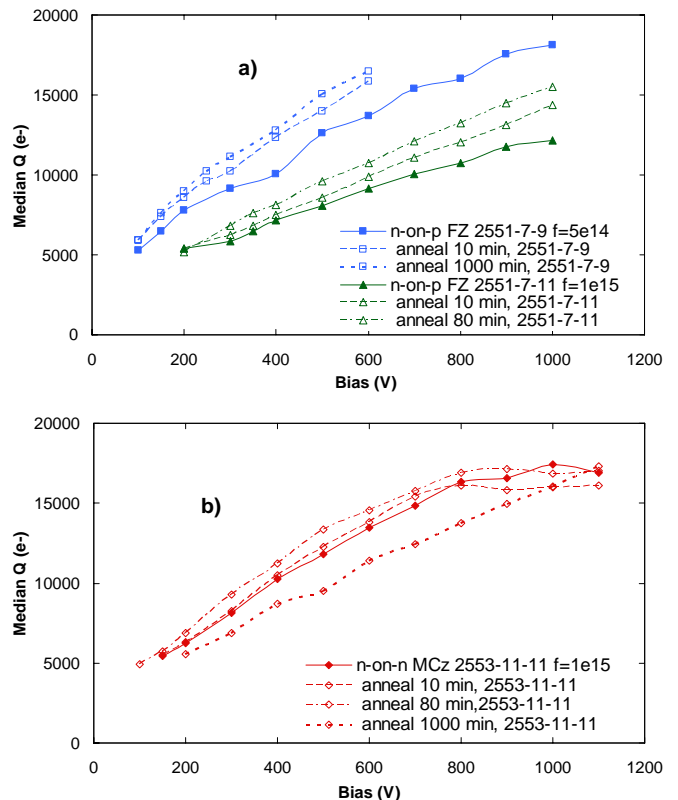 20000
a)
15000
Median Q (e-)
10000
5000
0
n-on-p FZ 2551-7-9 f=5e14
anneal 10 min, 2551-7-9
anneal 1000 min, 2551-7-9
n-on-p FZ 2551-7-11 f=1e15
anneal 10 min, 2551-7-11
anneal 80 min, 2551-7-11
0 200 400 600 800 1000 1200
Bias (V)
20000
b)
15000
Median Q (e-)
10000
5000
0
n-on-n MCz 2553-11-11 f=1e15
anneal 10 min, 2553-11-11
anneal 80 min,2553-11-11
anneal 1000 min, 2553-11-11
0 200 400 600 800 1000 1200
Bias (V)